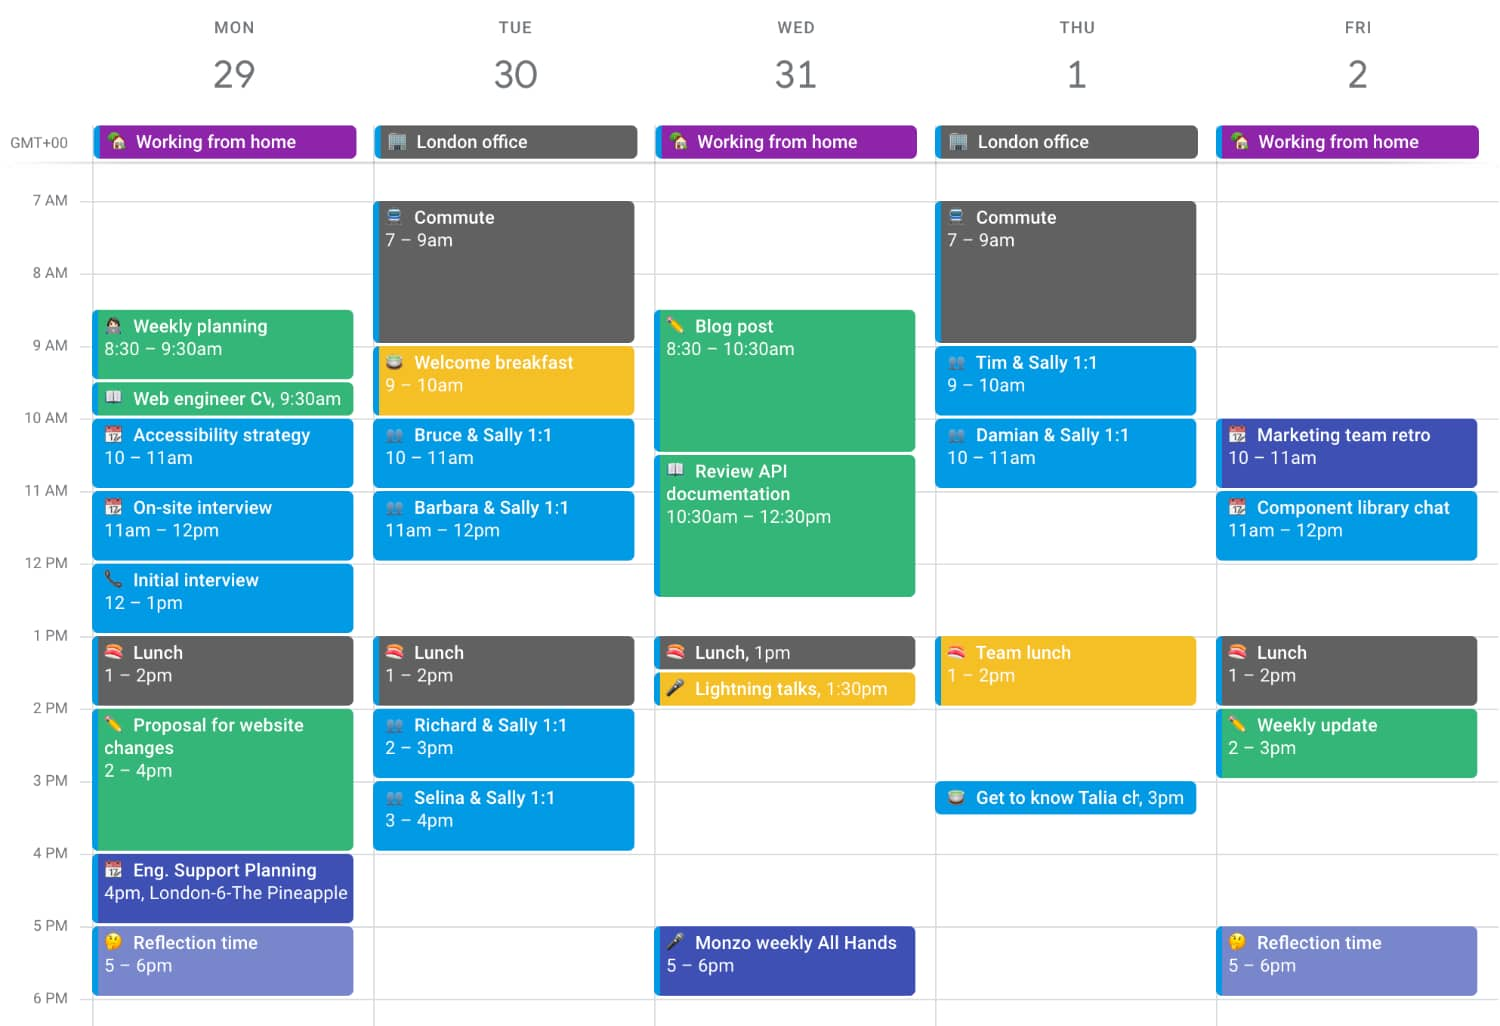 MON
TUE
WED
THU
FRI
29
30
31
1
2
GMT+00
Working from home
London office
Working from home
London office
Working from home
7 AM
8 AM
9 AM
10 AM
11 AM
12 PM
1 PM
2 PM
3 PM
4 PM
5 PM
6 PM
Weekly planning
8:30 – 9:30am
Web engineer CV, 9:30am
Accessibility strategy
10 – 11am
On-site interview
11am – 12pm
Initial interview
12 – 1pm
Lunch
1 – 2pm
Proposal for website
changes
2 – 4pm
Eng. Support Planning
4pm, London-6-The Pineapple
Reflection time
5 – 6pm
Commute
7 – 9am
Welcome breakfast
9 – 10am
Bruce & Sally 1:1
10 – 11am
Barbara & Sally 1:1
11am – 12pm
Lunch
1 – 2pm
Richard & Sally 1:1
2 – 3pm
Selina & Sally 1:1
3 – 4pm
Blog post
8:30 – 10:30am
Review API
documentation
10:30am – 12:30pm
Lunch, 1pm
Lightning talks, 1:30pm
Monzo weekly All Hands
5 – 6pm
Commute
7 – 9am
Tim & Sally 1:1
9 – 10am
Damian & Sally 1:1
10 – 11am
Team lunch
1 – 2pm
Get to know Talia ch, 3pm
Marketing team retro
10 – 11am
Component library chat
11am – 12pm
Lunch
1 – 2pm
Weekly update
2 – 3pm
Reflection time
5 – 6pm